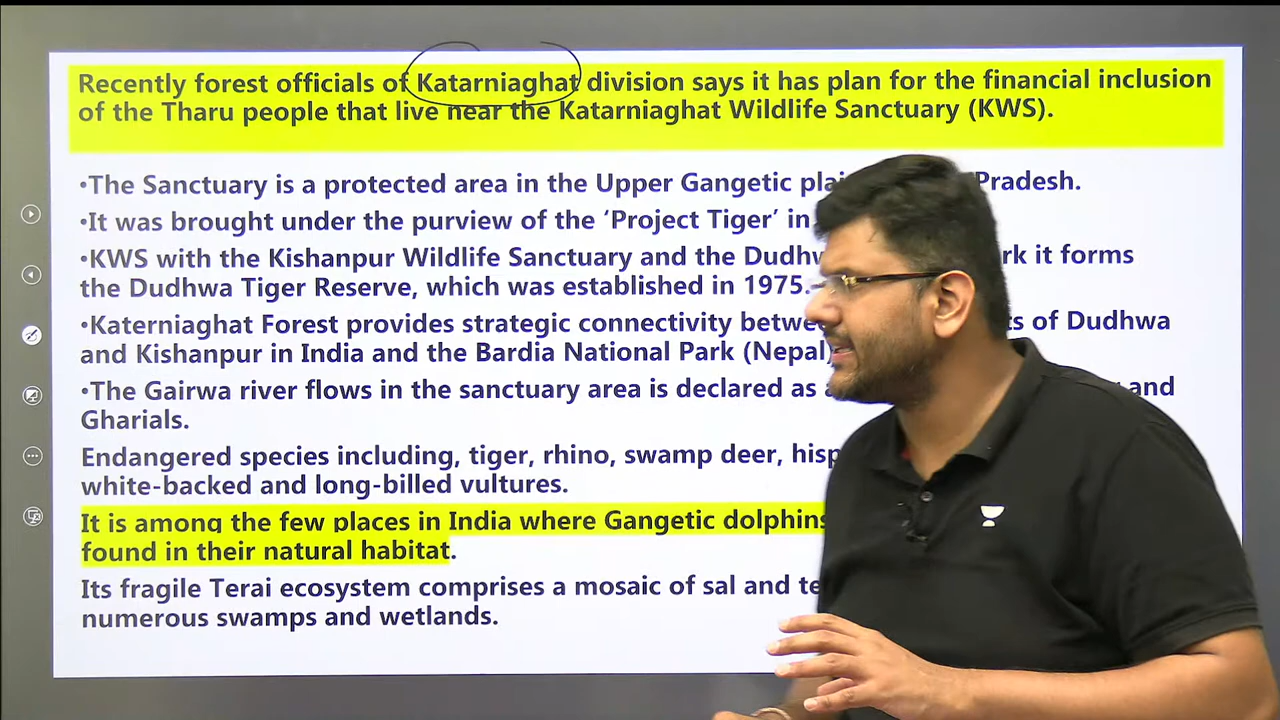 Recently forest officials of Katarniaghat division says it has plan for the financial inclusion
of the Tharu people that live near the Katarniaghat Wildlife Sanctuary (KWS).
•The Sanctuary is a protected area in the Upper Gangetic Pradesh.
•It was brought under the purview of the ‘Project Tiger’ in
•KWS with the Kishanpur Wildlife Sanctuary and the it forms
the Dudhwa Tiger Reserve, which was established in 1975.
•Katerniaghat Forest provides strategic connectivity of Dudhwa
and Kishanpur in India and the Bardia National Park (Nepal)
•The Gairwa river flows in the sanctuary area is declared as and
Gharials.
Endangered species including, tiger, rhino, swamp deer,
white-backed and long-billed vultures.
It is among the few places in India where Gangetic dolphins
found in their natural habitat.
Its fragile Terai ecosystem comprises a mosaic of sal and
numerous swamps and wetlands.